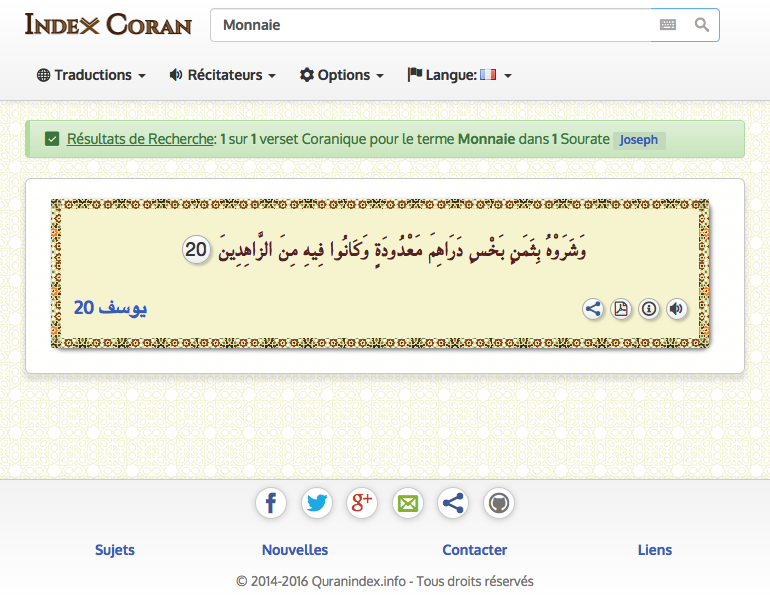 Index Coran
Monnaie
Traductions Récitateurs Options Langue:
Résultats de Recherche: 1 sur 1 verset Coranique pour le terme Monnaie dans 1 Sourate Joseph
وَشَرَوْهُ بِثَمَنٍ بَخْسٍ دَرَاهِمَ مَعْدُودَةٍ وَكَانُوا فِيهِ مِنَ الزَّاهِدِينَ 20
يوسف 20
Sujets Nouvelles Contacter Liens
© 2014-2016 Quranindex.info - Tous droits réservés